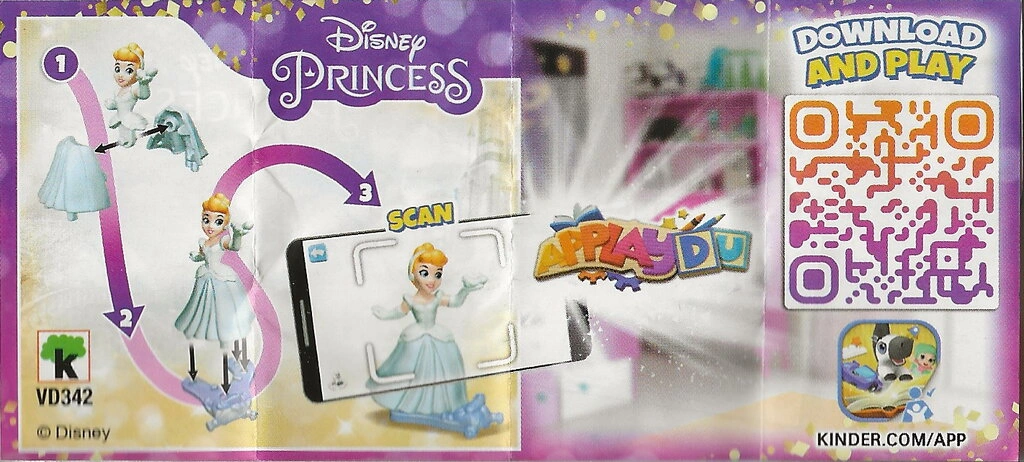 1
DISNEY
PRINCESS
3
SCAN
2
K
VD342
© Disney
APPLAYDU
DOWNLOAD
AND PLAY
KINDER.COM/APP